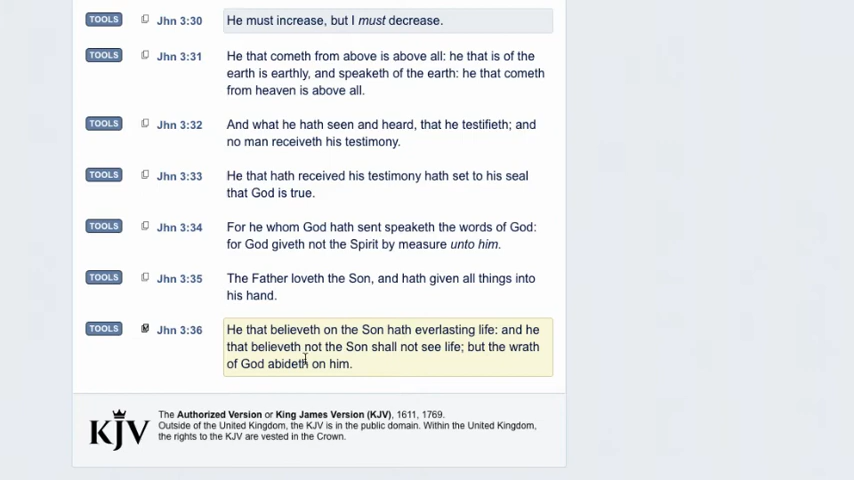 TOOLS Jhn 3:30 He must increase, but I must decrease.
TOOLS Jhn 3:31 He that cometh from above is above all: he that is of the
earth is earthly, and speaketh of the earth: he that cometh
from heaven is above all.
TOOLS Jhn 3:32 And what he hath seen and heard, that he testifieth; and
no man receiveth his testimony.
TOOLS Jhn 3:33 He that hath received his testimony hath set to his seal
that God is true.
TOOLS Jhn 3:34 For he whom God hath sent speaketh the words of God:
for God giveth not the Spirit by measure unto him.
TOOLS Jhn 3:35 The Father loveth the Son, and hath given all things into
his hand.
TOOLS Jhn 3:36 He that believeth on the Son hath everlasting life: and he
that believeth not the Son shall not see life; but the wrath
of God abideth on him.
KJV
The Authorized Version or King James Version (KJV), 1611, 1769.
Outside of the United Kingdom, the KJV is in the public domain. Within the United Kingdom,
the rights to the KJV are vested in the Crown.